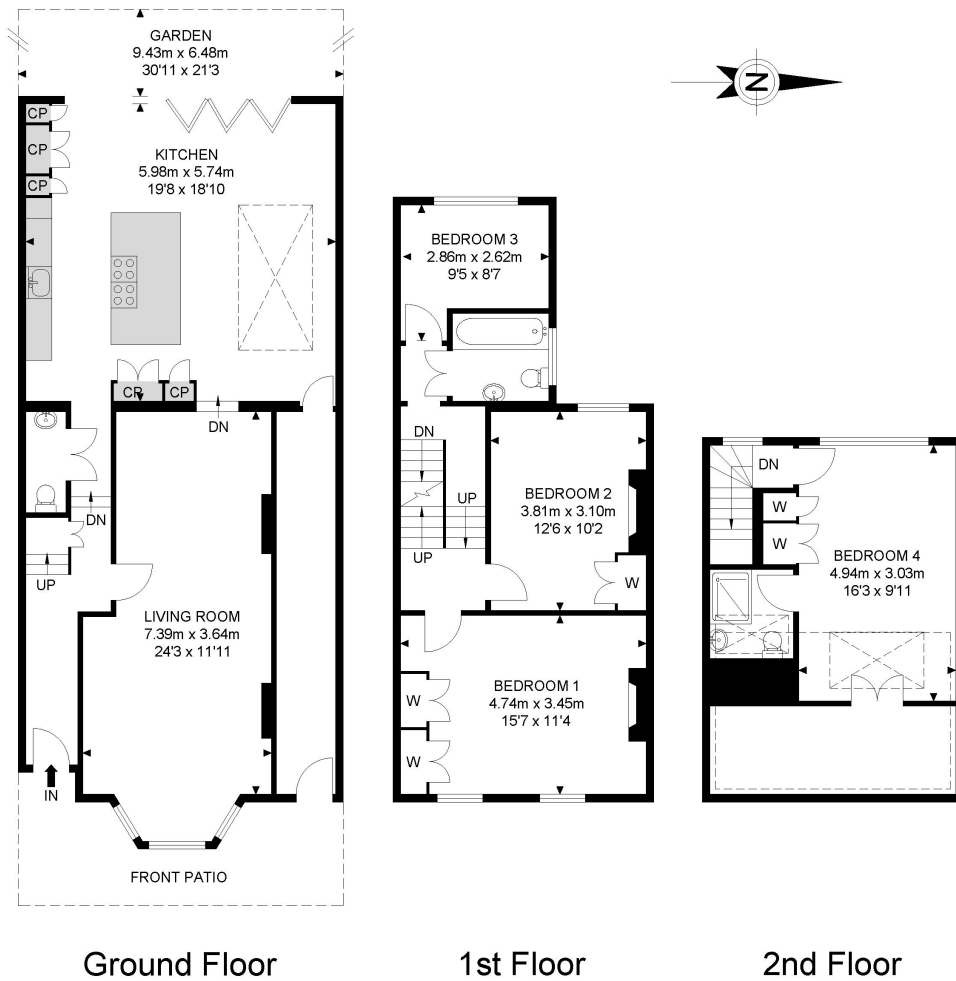 GARDEN
9.43m x 6.48m
30'11 x 21'3
CP
CP
CP
KITCHEN
5.98m x 5.74m
19'8 x 18'10
CP
CP
DN
DN
UP
LIVING ROOM
7.39m x 3.64m
24'3 x 11'11
IN
FRONT PATIO
Ground Floor
N
BEDROOM 3
2.86m x 2.62m
9'5 x 8'7
DN
UP
UP
BEDROOM 2
3.81m x 3.10m
12'6 x 10'2
W
BEDROOM 1
4.74m x 3.45m
15'7 x 11'4
W
W
1st Floor
DN
W
W
BEDROOM 4
4.94m x 3.03m
16'3 x 9'11
2nd Floor